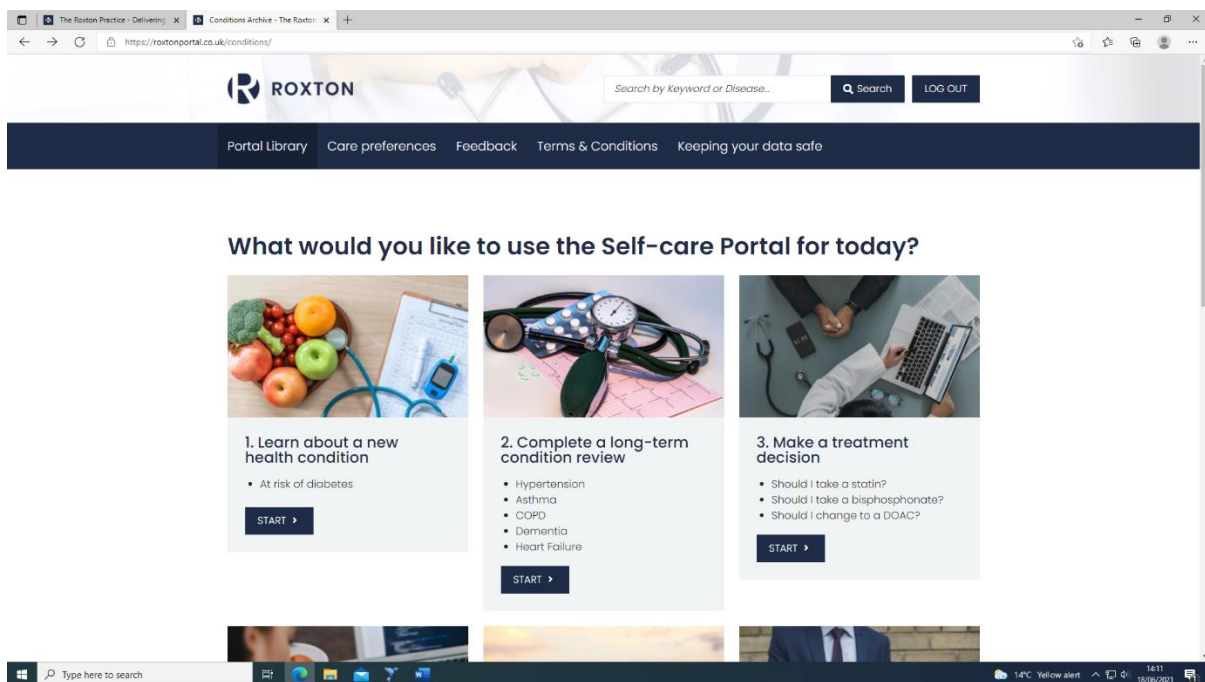 The Roxton Practice - Delivering
Conditions Archive - The Roxton
https://roxtonportal.co.uk/conditions/
ROXTON
Search by Keyword or Disease...
Search
LOG OUT
Portal Library
Care preferences
Feedback
Terms & Conditions
Keeping your data safe
What would you like to use the Self-care Portal for today?
1. Learn about a new
health condition
• At risk of diabetes
START >
2. Complete a long-term
condition review
• Hypertension
• Asthma
• COPD
• Dementia
• Heart Failure
START >
3. Make a treatment
decision
• Should I take a statin?
• Should I take a bisphosphonate?
• Should I change to a DOAC?
START >
Type here to search
14°C Yellow alert
14:11
18/06/2021